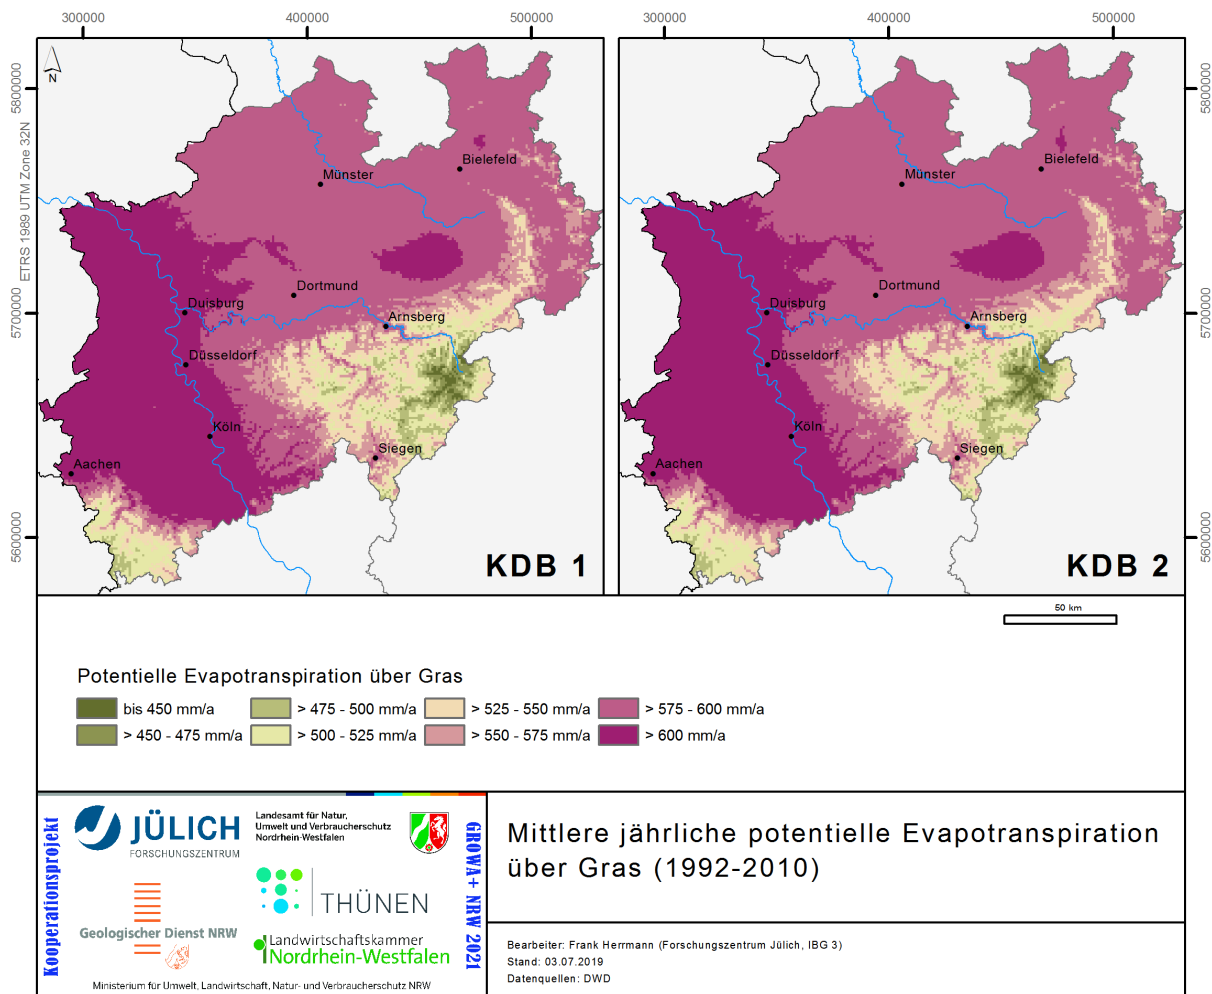 300000
400000
500000
300000
400000
500000
5800000
5700000
5600000
ETRS 1989 UTM Zone 32N
5800000
5700000
5600000
N
Bielefeld
Münster
Dortmund
Duisburg
Arnsberg
Düsseldorf
Köln
Siegen
Aachen
KDB 1
Bielefeld
Münster
Dortmund
Duisburg
Arnsberg
Düsseldorf
Köln
Siegen
Aachen
KDB 2
50 km
Potentielle Evapotranspiration über Gras
bis 450 mm/a
> 475 - 500 mm/a
> 525 - 550 mm/a
> 575 - 600 mm/a
> 450 - 475 mm/a
> 500 - 525 mm/a
> 550 - 575 mm/a
> 600 mm/a
Kooperationsprojekt
JÜLICH
FORSCHUNGSZENTRUM
Landesamt für Natur,
Umwelt und Verbraucherschutz
Nordrhein-Westfalen
THÜNEN
Geologischer Dienst NRW
Landwirtschaftskammer
Nordrhein-Westfalen
Ministerium für Umwelt, Landwirtschaft, Natur- und Verbraucherschutz NRW
GROWA+ NRW 2021
Mittlere jährliche potentielle Evapotranspiration
über Gras (1992-2010)
Bearbeiter: Frank Herrmann (Forschungszentrum Jülich, IBG 3)
Stand: 03.07.2019
Datenquellen: DWD